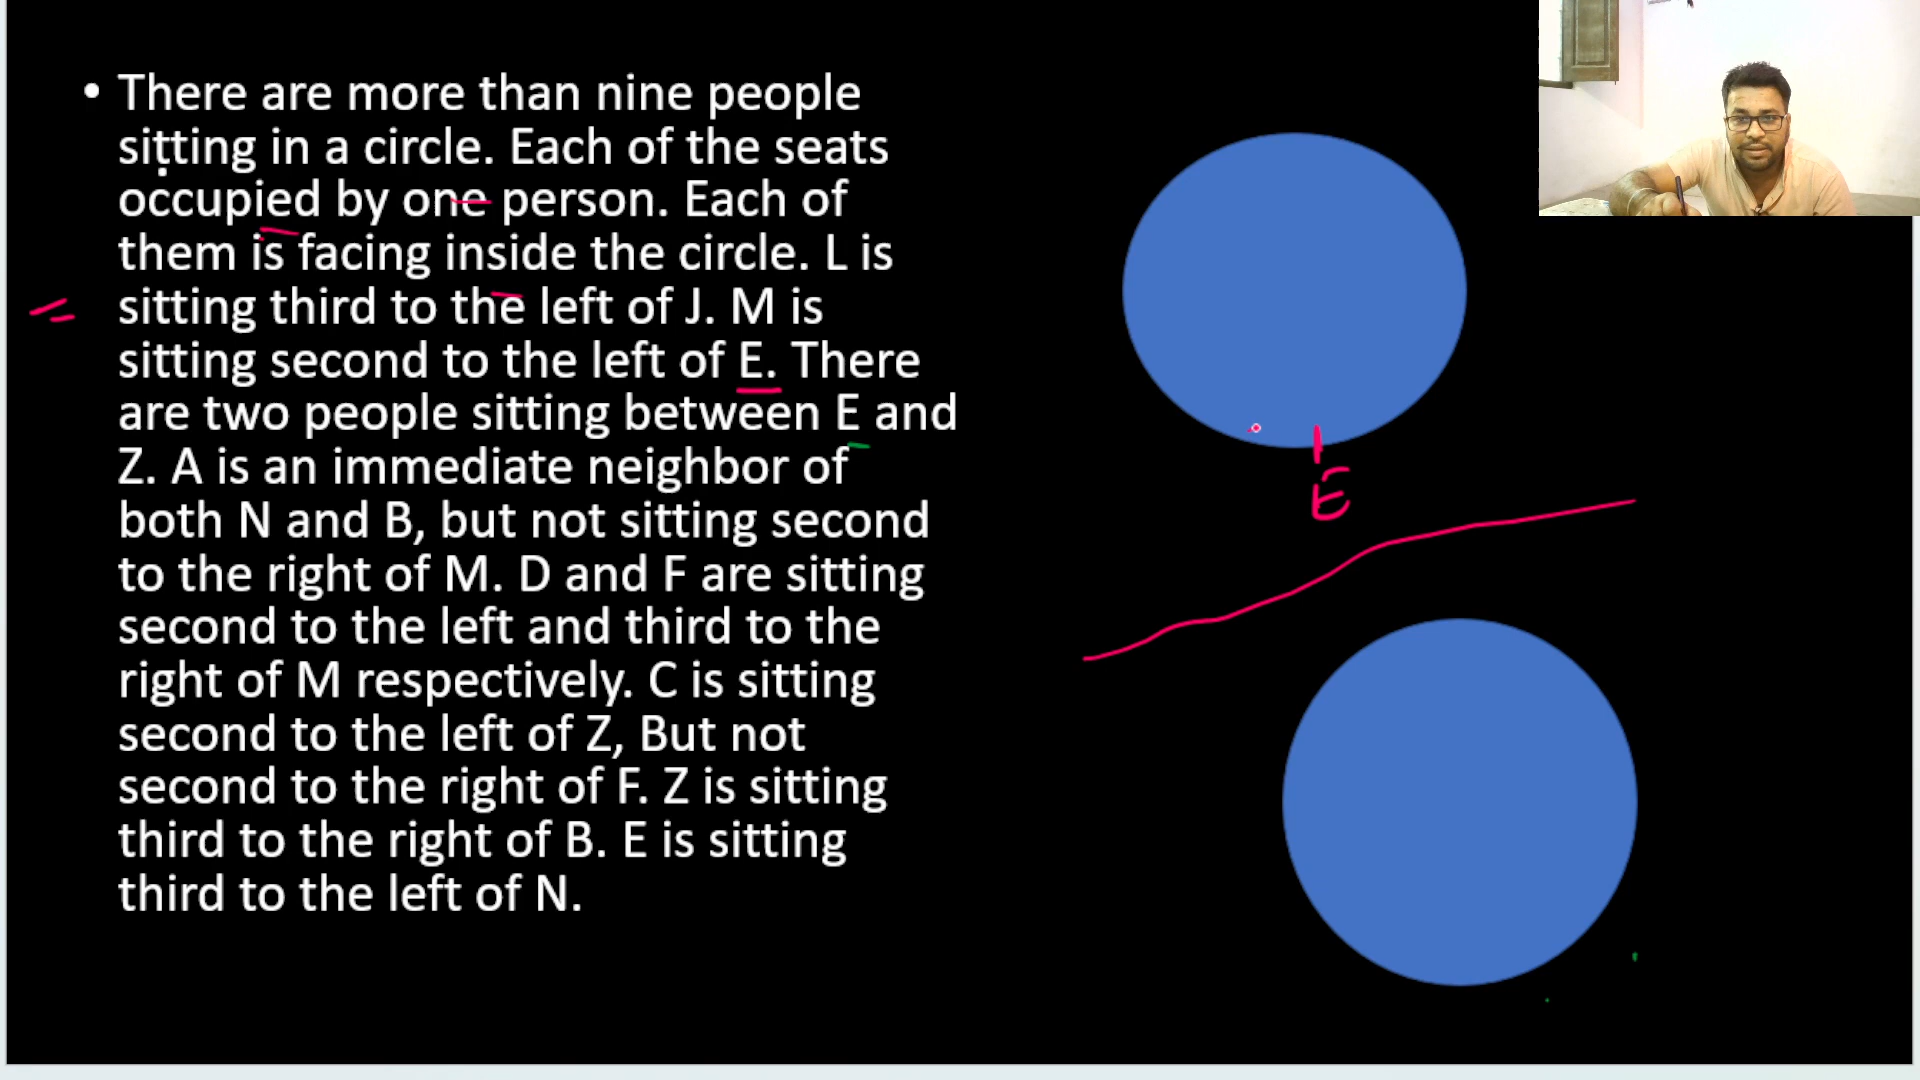 • There are more than nine people
sitting in a circle. Each of the seats
occupied by one person. Each of
them is facing inside the circle. L is
sitting third to the left of J. M is
sitting second to the left of E. There
are two people sitting between E and
Z. A is an immediate neighbor of
both N and B, but not sitting second
to the right of M. D and F are sitting
second to the left and third to the
right of M respectively. C is sitting
second to the left of Z, But not
second to the right of F. Z is sitting
third to the right of B. E is sitting
third to the left of N.
E